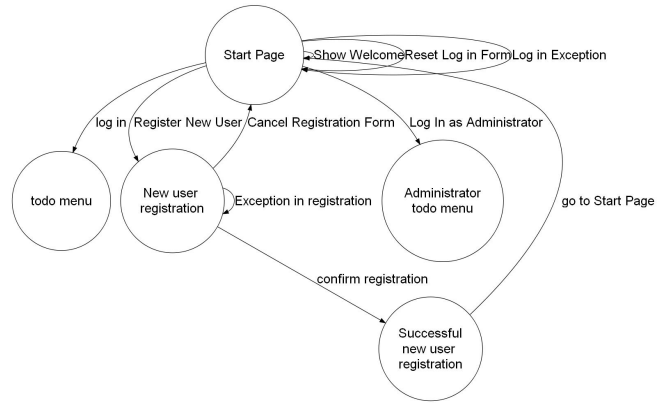 Start Page
Show Welcome
Reset Log in Form
Log in Exception
log in
Register New User
Cancel Registration Form
Log In as Administrator
todo menu
New user
registration
Exception in registration
Administrator
todo menu
go to Start Page
confirm registration
Successful
new user
registration